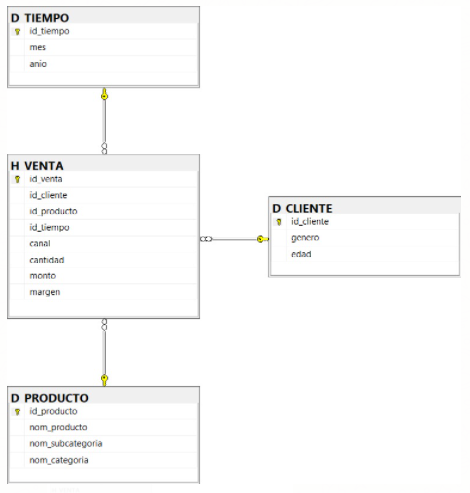 D TIEMPO
id_tiempo
mes
anio
H VENTA
id_venta
id_cliente
id_producto
id_tiempo
canal
cantidad
monto
margen
D CLIENTE
id_cliente
genero
edad
D PRODUCTO
id_producto
nom_producto
nom_subcategoria
nom_categoria